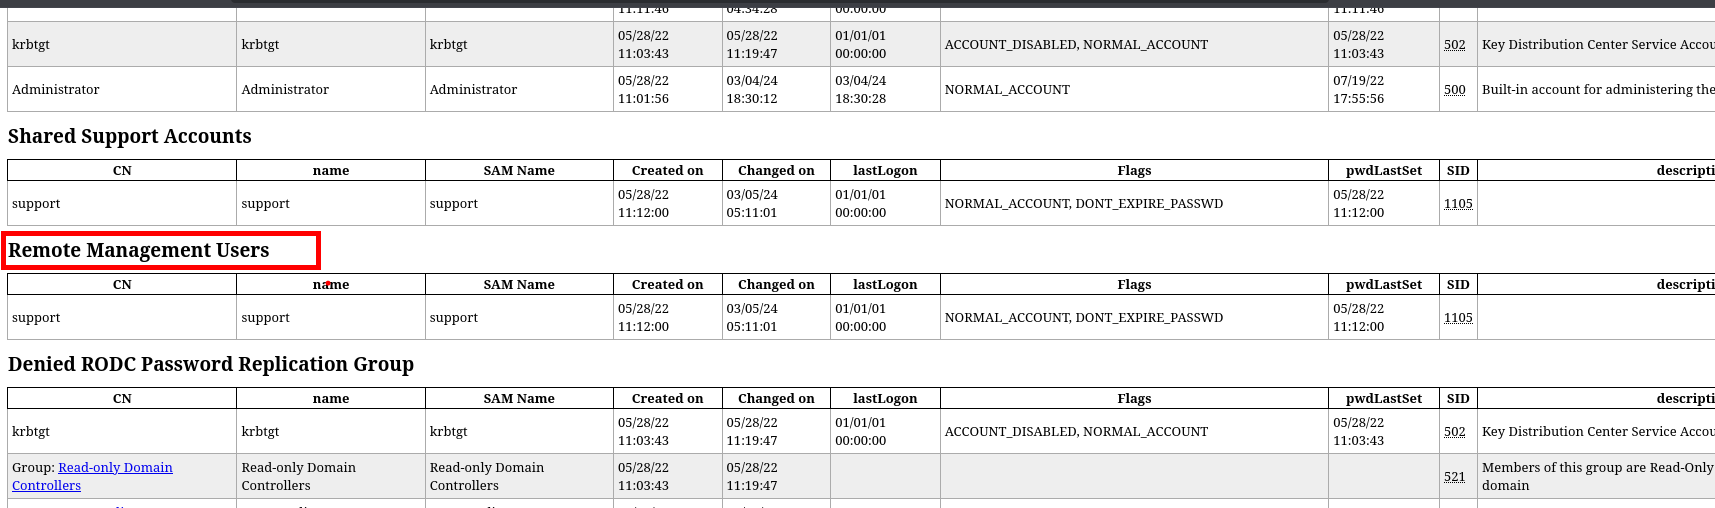 11:11:46 04:34:28 00:00:00 11:11:46
krbtgt krbtgt krbtgt 05/28/22 05/28/22 01/01/01 ACCOUNT_DISABLED, NORMAL_ACCOUNT 05/28/22 502 Key Distribution Center Service Accou
11:03:43 11:19:47 00:00:00 11:03:43
Administrator Administrator Administrator 05/28/22 03/04/24 03/04/24 NORMAL_ACCOUNT 07/19/22 500 Built-in account for administering the
11:01:56 18:30:12 18:30:28 17:55:56
Shared Support Accounts
CN name SAM Name Created on Changed on lastLogon Flags pwdLastSet SID descripti
support support support 05/28/22 03/05/24 01/01/01 NORMAL_ACCOUNT, DONT_EXPIRE_PASSWD 05/28/22 1105
11:12:00 05:11:01 00:00:00 11:12:00
Remote Management Users
CN name SAM Name Created on Changed on lastLogon Flags pwdLastSet SID descripti
support support support 05/28/22 03/05/24 01/01/01 NORMAL_ACCOUNT, DONT_EXPIRE_PASSWD 05/28/22 1105
11:12:00 05:11:01 00:00:00 11:12:00
Denied RODC Password Replication Group
CN name SAM Name Created on Changed on lastLogon Flags pwdLastSet SID descripti
krbtgt krbtgt krbtgt 05/28/22 05/28/22 01/01/01 ACCOUNT_DISABLED, NORMAL_ACCOUNT 05/28/22 502 Key Distribution Center Service Accou
11:03:43 11:19:47 00:00:00 11:03:43
Group: Read-only Domain Read-only Domain Read-only Domain 05/28/22 05/28/22 521 Members of this group are Read-Only
Controllers Controllers Controllers 11:03:43 11:19:47 domain